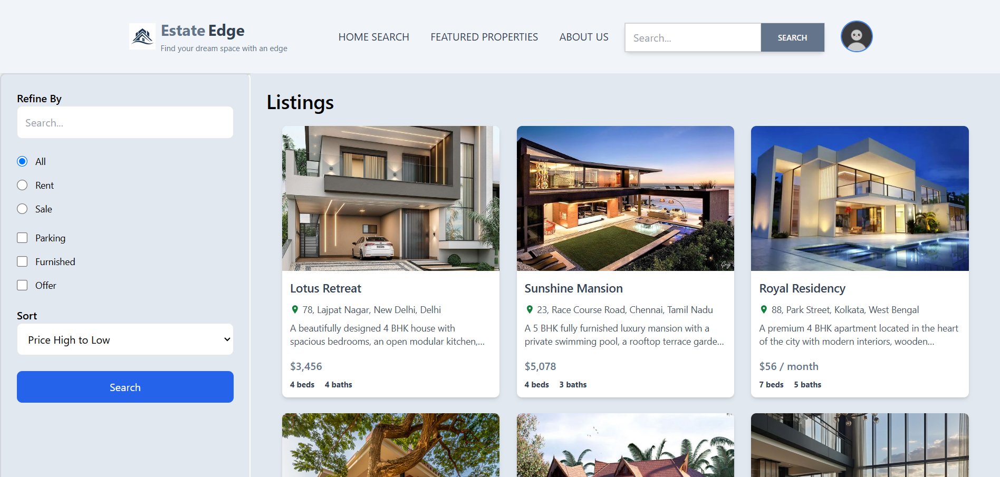 Estate Edge
Find your dream space with an edge
HOME SEARCH
FEATURED PROPERTIES
ABOUT US
Search...
SEARCH
Refine By
Search...
All
Rent
Sale
Parking
Furnished
Offer
Sort
Price High to Low
Search
Listings
Lotus Retreat
78, Lajpat Nagar, New Delhi, Delhi
A beautifully designed 4 BHK house with
spacious bedrooms, an open modular kitchen,...
$3,456
4 beds 4 baths
Sunshine Mansion
23, Race Course Road, Chennai, Tamil Nadu
A 5 BHK fully furnished luxury mansion with a
private swimming pool, a rooftop terrace garde...
$5,078
4 beds 3 baths
Royal Residency
88, Park Street, Kolkata, West Bengal
A premium 4 BHK apartment located in the heart
of the city with modern interiors, wooden...
$56 / month
7 beds 5 baths